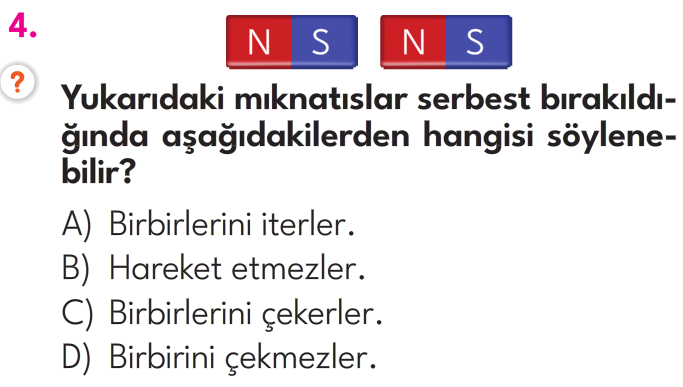 4.
N S N S
?
Yukarıdaki mıknatıslar serbest bırakıldı-
ğında aşağıdakilerden hangisi söylene-
bilir?
A) Birbirlerini iterler.
B) Hareket etmezler.
C) Birbirlerini çekerler.
D) Birbirini çekmezler.